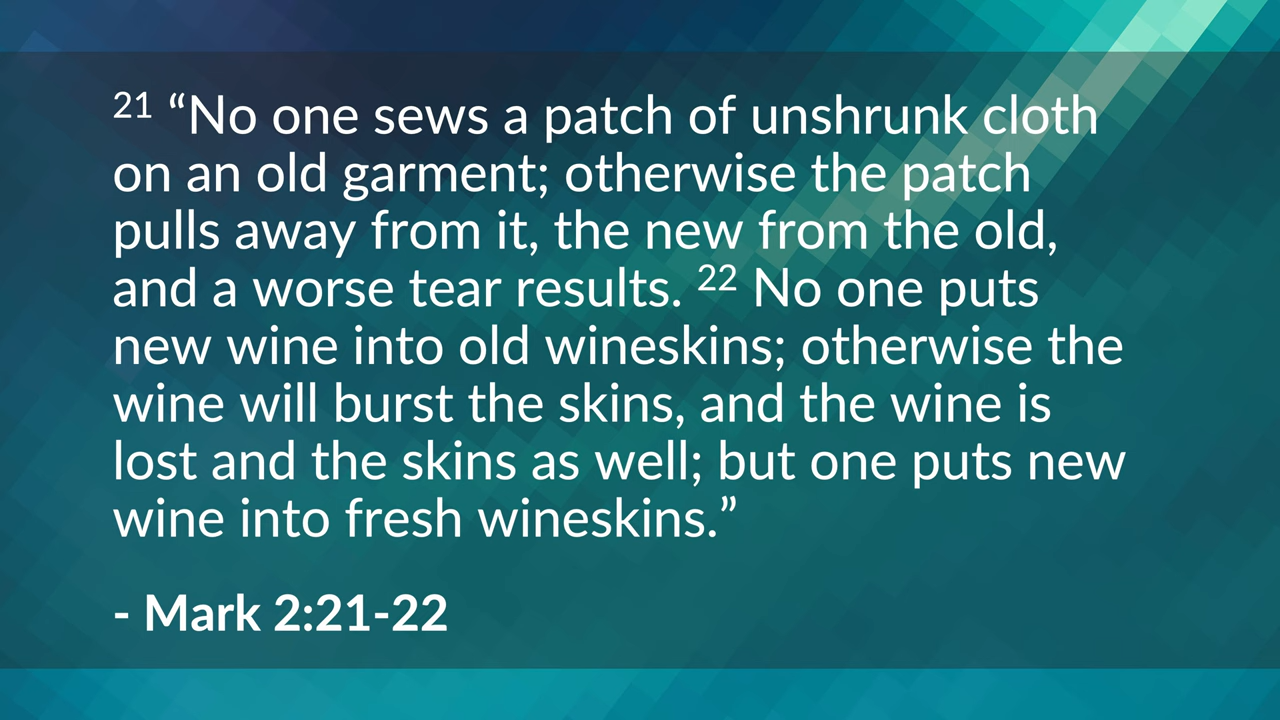 21 “No one sews a patch of unshrunk cloth
on an old garment; otherwise the patch
pulls away from it, the new from the old,
and a worse tear results. 22 No one puts
new wine into old wineskins; otherwise the
wine will burst the skins, and the wine is
lost and the skins as well; but one puts new
wine into fresh wineskins.”
- Mark 2:21-22